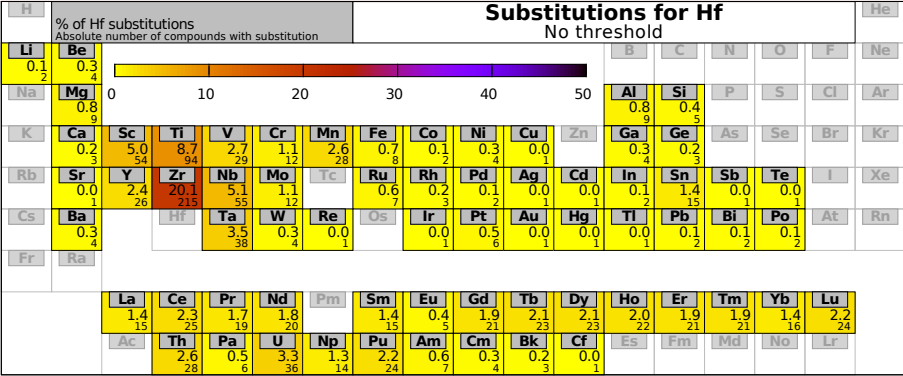 H % of Hf substitutions Substitutions for Hf He
Absolute number of compounds with substitution No threshold
Li Be B C N O F Ne
0.1 0.3
2 4
0 10 20 30 40 50
Na Mg Al Si P S Cl Ar
0.8 0.8 0.4
9 9 5
K Ca Sc Ti V Cr Mn Fe Co Ni Cu Zn Ga Ge As Se Br Kr
0.2 5.0 8.7 2.7 1.1 2.6 0.7 0.1 0.3 0.0 0.3 0.2
3 54 94 29 12 28 8 2 4 1 4 3
Rb Sr Y Zr Nb Mo Tc Ru Rh Pd Ag Cd In Sn Sb Te I Xe
0.0 2.4 20.1 5.1 1.1 0.6 0.2 0.1 0.0 0.0 0.1 1.4 0.0 0.0
1 26 215 55 12 7 3 2 1 1 2 15 1 1
Cs Ba Hf Ta W Re Os Ir Pt Au Hg Tl Pb Bi Po At Rn
0.3 3.5 0.3 0.0 0.0 0.5 0.0 0.0 0.0 0.1 0.1 0.1
4 38 4 1 1 6 1 1 1 2 2 2
Fr Ra
La Ce Pr Nd Pm Sm Eu Gd Tb Dy Ho Er Tm Yb Lu
1.4 2.3 1.7 1.8 1.4 0.4 1.9 2.1 2.1 2.0 1.9 1.9 1.4 2.2
15 25 19 20 15 5 21 23 23 22 21 21 16 24
Ac Th Pa U Np Pu Am Cm Bk Cf Es Fm Md No Lr
2.6 0.5 3.3 1.3 2.2 0.6 0.3 0.2 0.0
28 6 36 14 24 7 4 3 1